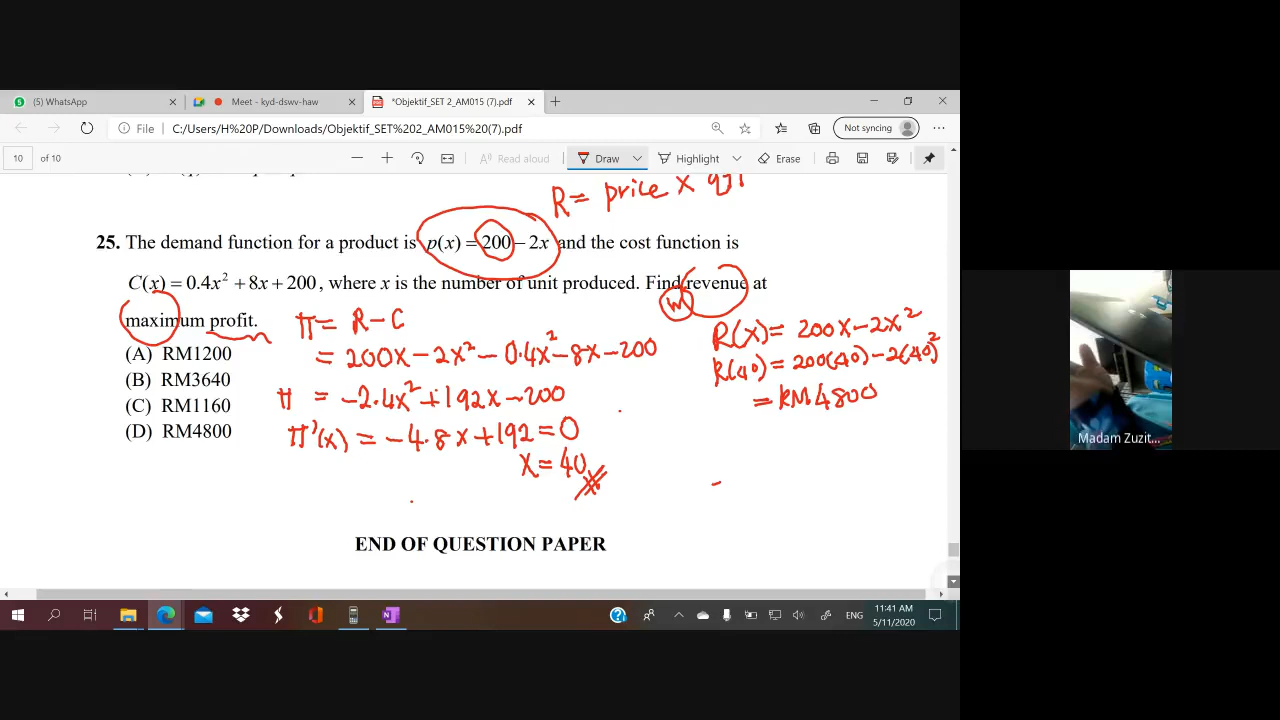 (5) WhatsApp
Meet - kyd-dswv-haw
*Objektif_SET 2_AM015 (7).pdf
File
C:/Users/H%20P/Downloads/Objektif_SET%202_AM015%20(7).pdf
Not syncing
10 of 10
Read aloud
Draw
Highlight
Erase
R = price x
25. The demand function for a product is p(x) = 200 - 2x and the cost function is
C(x) = 0.4x² + 8x + 200, where x is the number of unit produced. Find revenue at
maximum profit.
π = R - C
= 200x - 2x² - 0.4x² - 8x - 200
π = -2.4x² + 192x - 200
π'(x) = -4.8x + 192 = 0
x = 40
R(x) = 200x - 2x²
R(40) = 200(40) - 2(40)²
= RM4800
(A) RM1200
(B) RM3640
(C) RM1160
(D) RM4800
END OF QUESTION PAPER
Madam Zuzit...
ENG
11:41 AM
5/11/2020